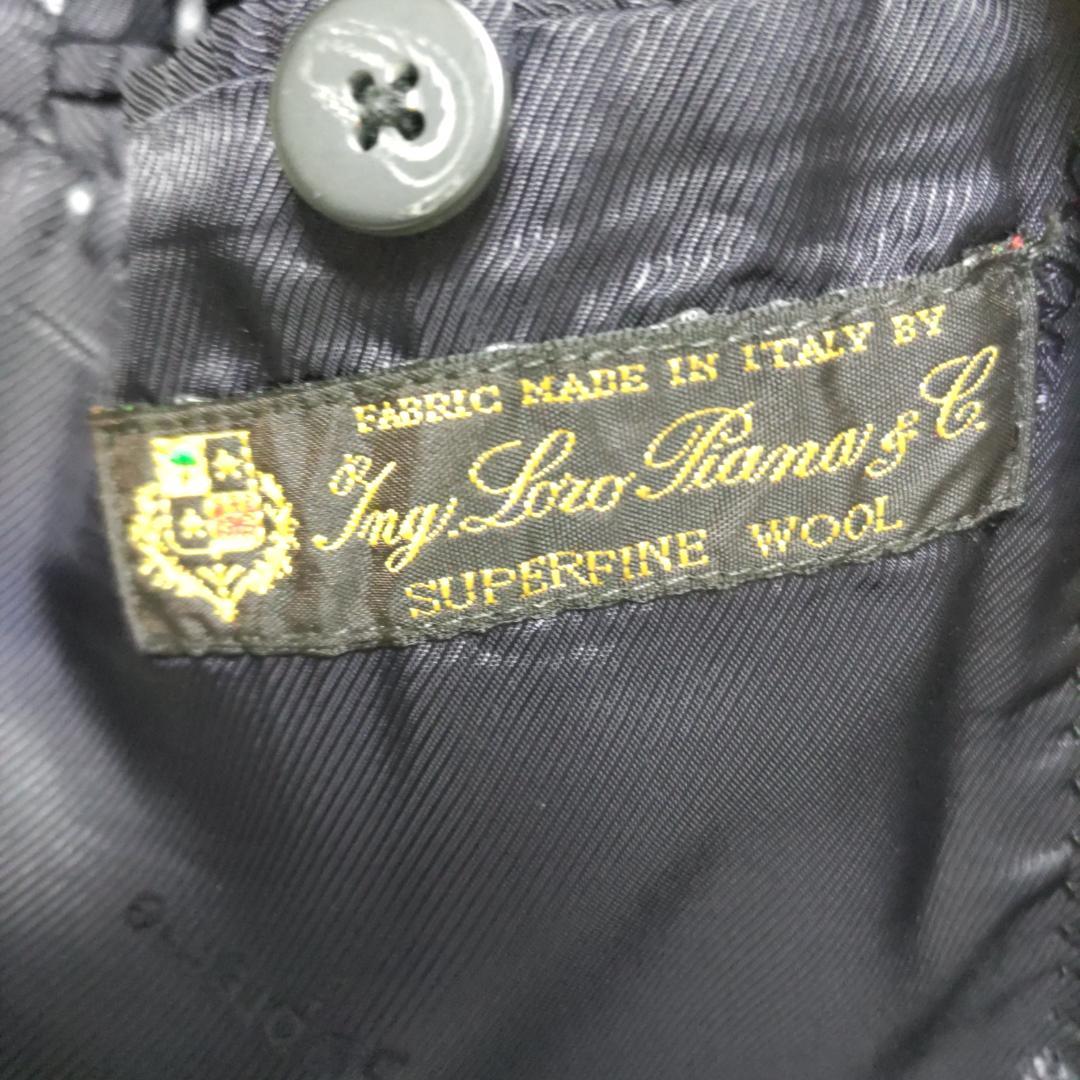 FABRIC MADE IN ITALY BY
Ing. Loro Piana & C.
SUPERFINE WOOL